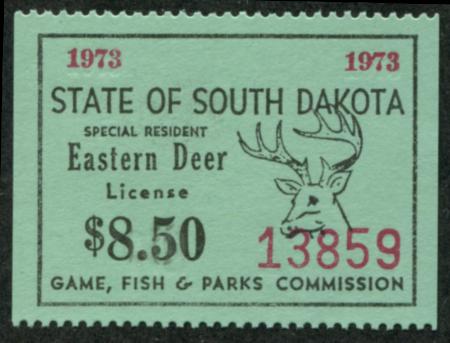 1973 1973
STATE OF SOUTH DAKOTA
SPECIAL RESIDENT
Eastern Deer
License
$8.50
13859
GAME, FISH & PARKS COMMISSION